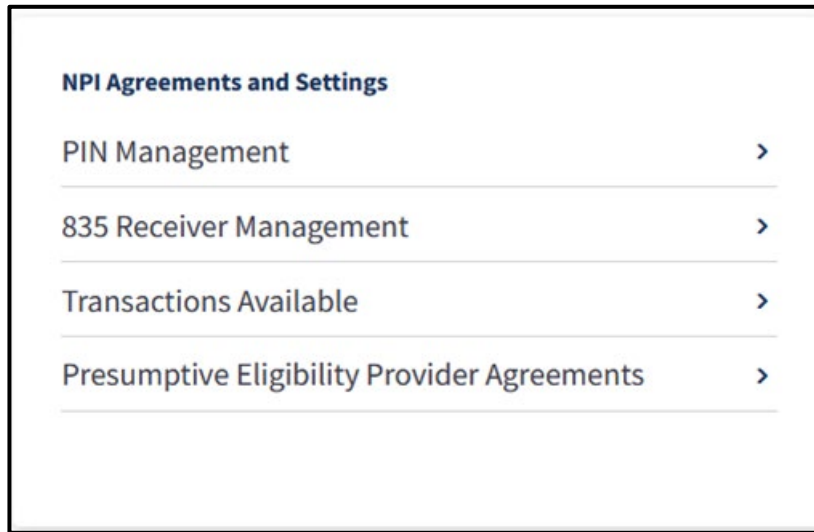 NPI Agreements and Settings
PIN Management
835 Receiver Management
Transactions Available
Presumptive Eligibility Provider Agreements